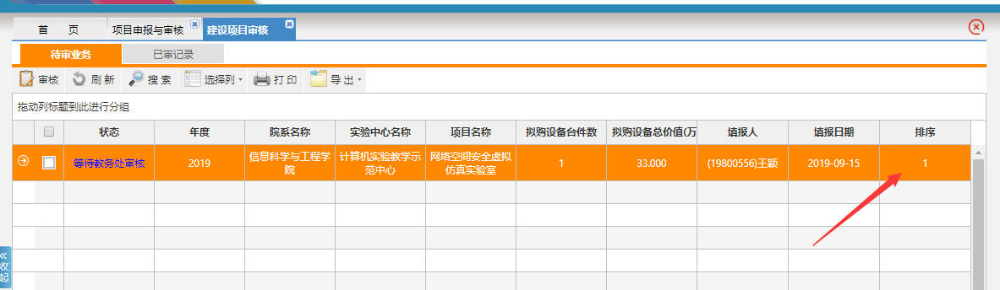 首 页
项目申报与审核
建设项目审核
待审业务
已审记录
审核
刷 新
搜 索
选择列
打 印
导 出
拖动列标题到此进行分组
状态
年度
院系名称
实验中心名称
项目名称
拟购设备台件数
拟购设备总价值(万
填报人
填报日期
排序
等待教务处审核
2019
信息科学与工程学
院
计算机实验教学示
范中心
网络空间安全虚拟
仿真实验室
1
33.000
(19800556)王颖
2019-09-15
1
收
起